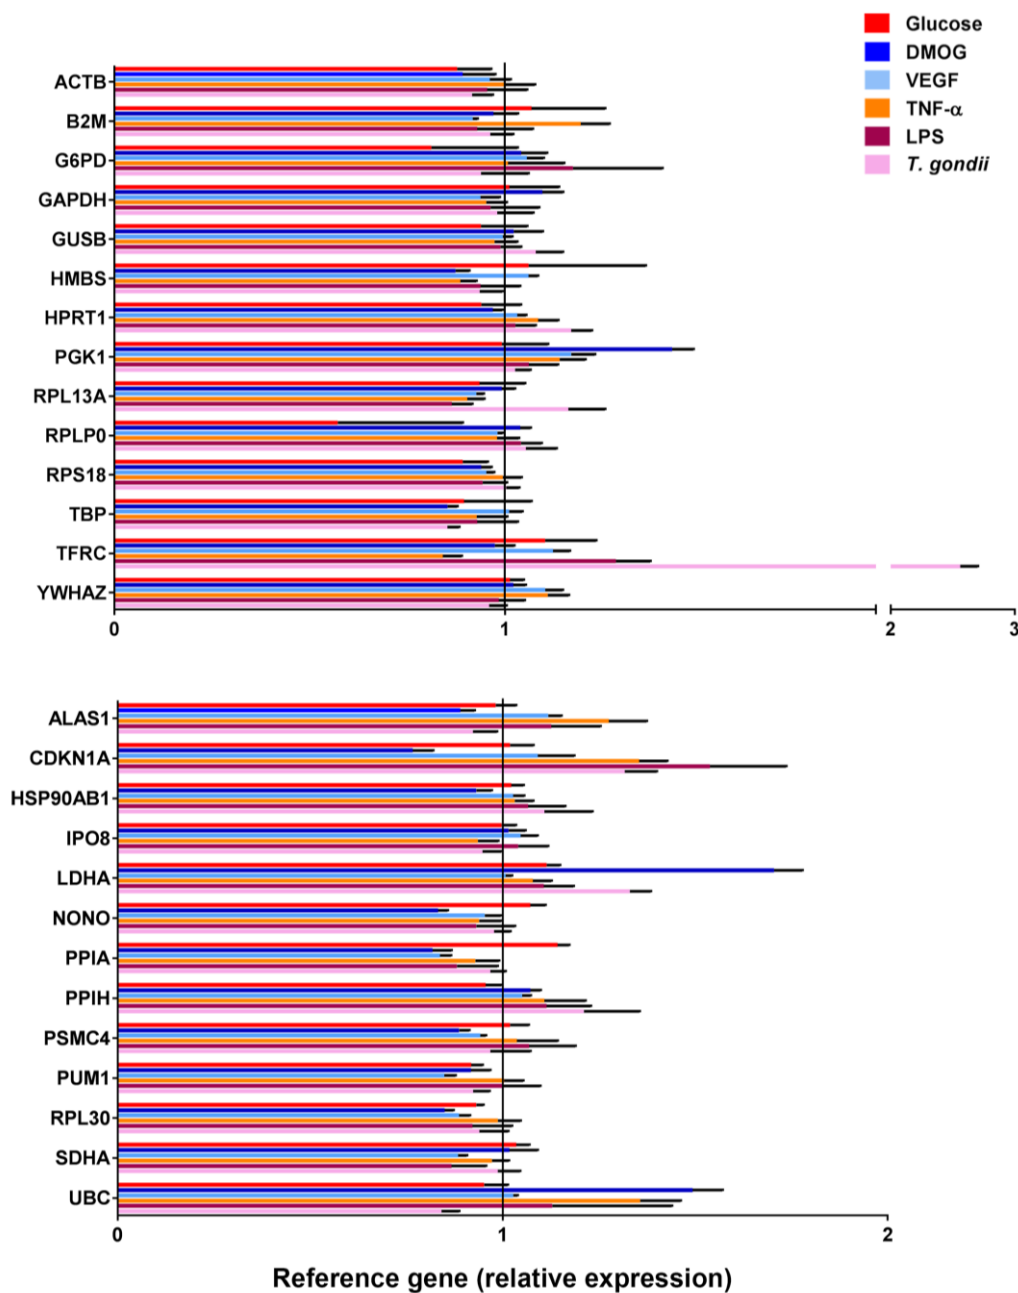 Glucose
DMOG
VEGF
TNF-α
LPS
T. gondii
ACTB
B2M
G6PD
GAPDH
GUSB
HMBS
HPRT1
PGK1
RPL13A
RPLP0
RPS18
TBP
TFRC
YWHAZ
0 1 2 3
ALAS1
CDKN1A
HSP90AB1
IPO8
LDHA
NONO
PPIA
PPIH
PSMC4
PUM1
RPL30
SDHA
UBC
0 1 2
Reference gene (relative expression)